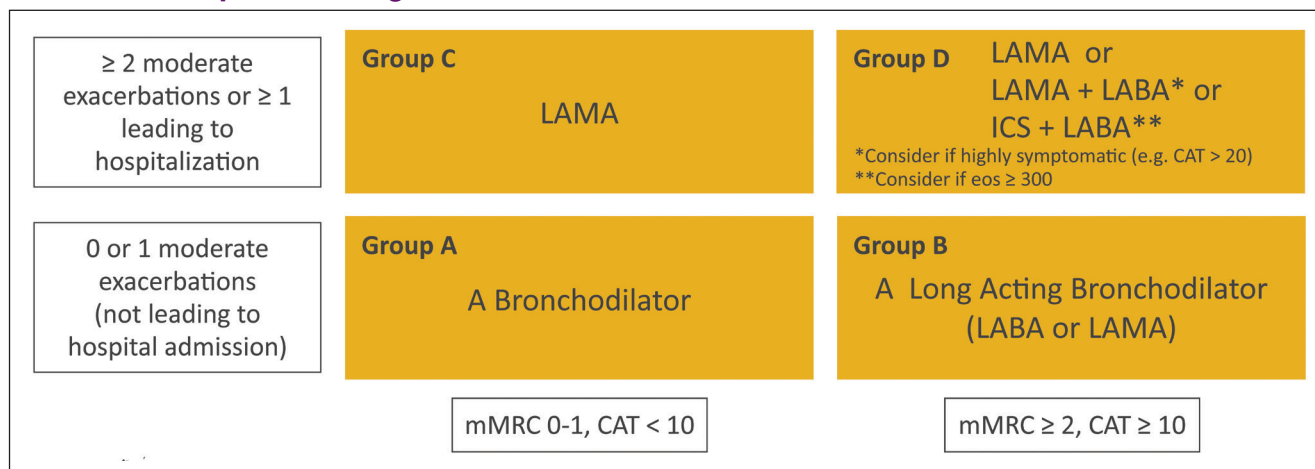 ≥ 2 moderate
exacerbations or ≥ 1
leading to
hospitalization
Group C
LAMA
Group D
LAMA or
LAMA + LABA* or
ICS + LABA**
*Consider if highly symptomatic (e.g. CAT > 20)
**Consider if eos ≥ 300
0 or 1 moderate
exacerbations
(not leading to
hospital admission)
Group A
A Bronchodilator
Group B
A Long Acting Bronchodilator
(LABA or LAMA)
mMRC 0-1, CAT < 10
mMRC ≥ 2, CAT ≥ 10